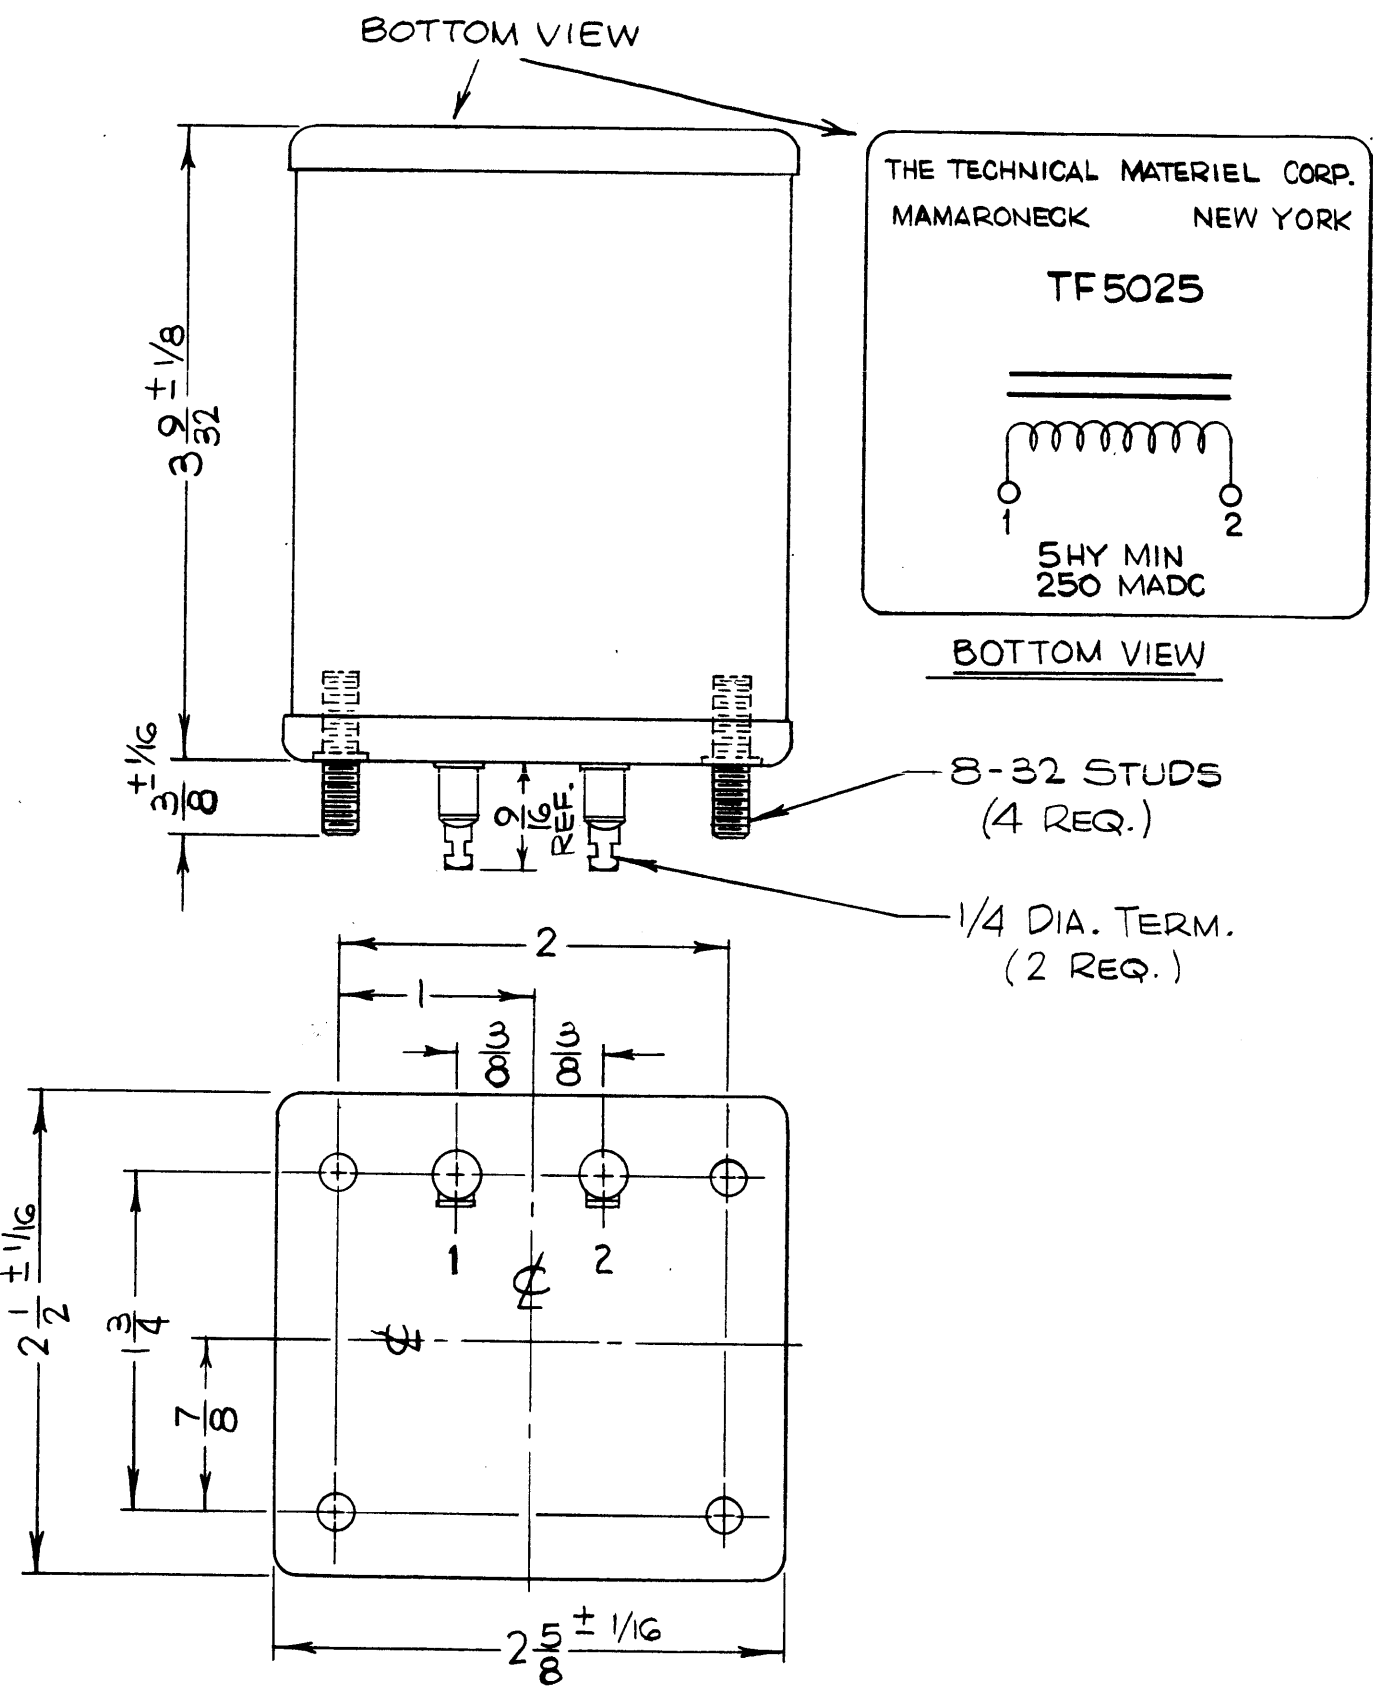 BOTTOM VIEW
THE TECHNICAL MATERIEL CORP.
MAMARONECK NEW YORK
TF5025
1 2
5HY MIN
250 MADC
BOTTOM VIEW
3 9/32 ± 1/8
3/8 ± 1/16
9/16 REF.
8-32 STUDS
(4 REQ.)
1/4 DIA. TERM.
(2 REQ.)
2
1
3/8 3/8
1 2
℄
℄
2 1/2 ± 1/16
1 3/4
7/8
2 5/8 ± 1/16